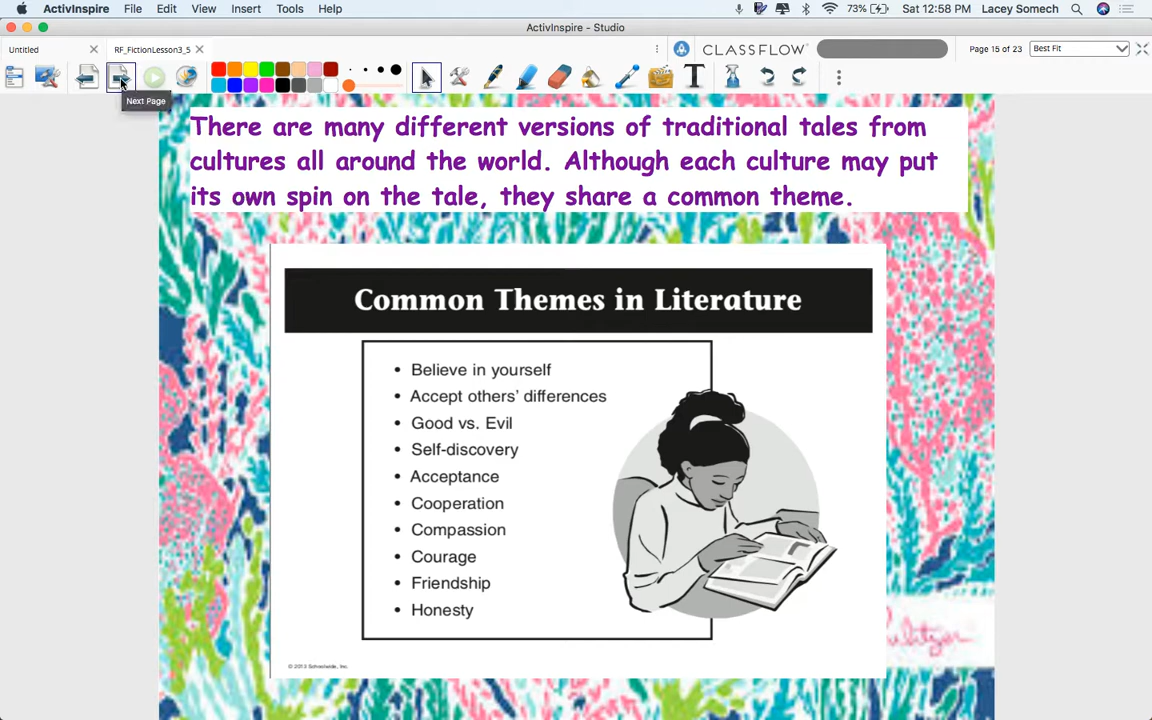 ActivInspire File Edit View Insert Tools Help 73% Sat 12:58 PM Lacey Somech
ActivInspire - Studio
Untitled RF_FictionLesson3_5 CLASSFLOW Page 15 of 23 Best Fit
T
Next Page
There are many different versions of traditional tales from
cultures all around the world. Although each culture may put
its own spin on the tale, they share a common theme.
Common Themes in Literature
• Believe in yourself
• Accept others' differences
• Good vs. Evil
• Self-discovery
• Acceptance
• Cooperation
• Compassion
• Courage
• Friendship
• Honesty
© 2013 Schoolwide, Inc.
Pulitzer